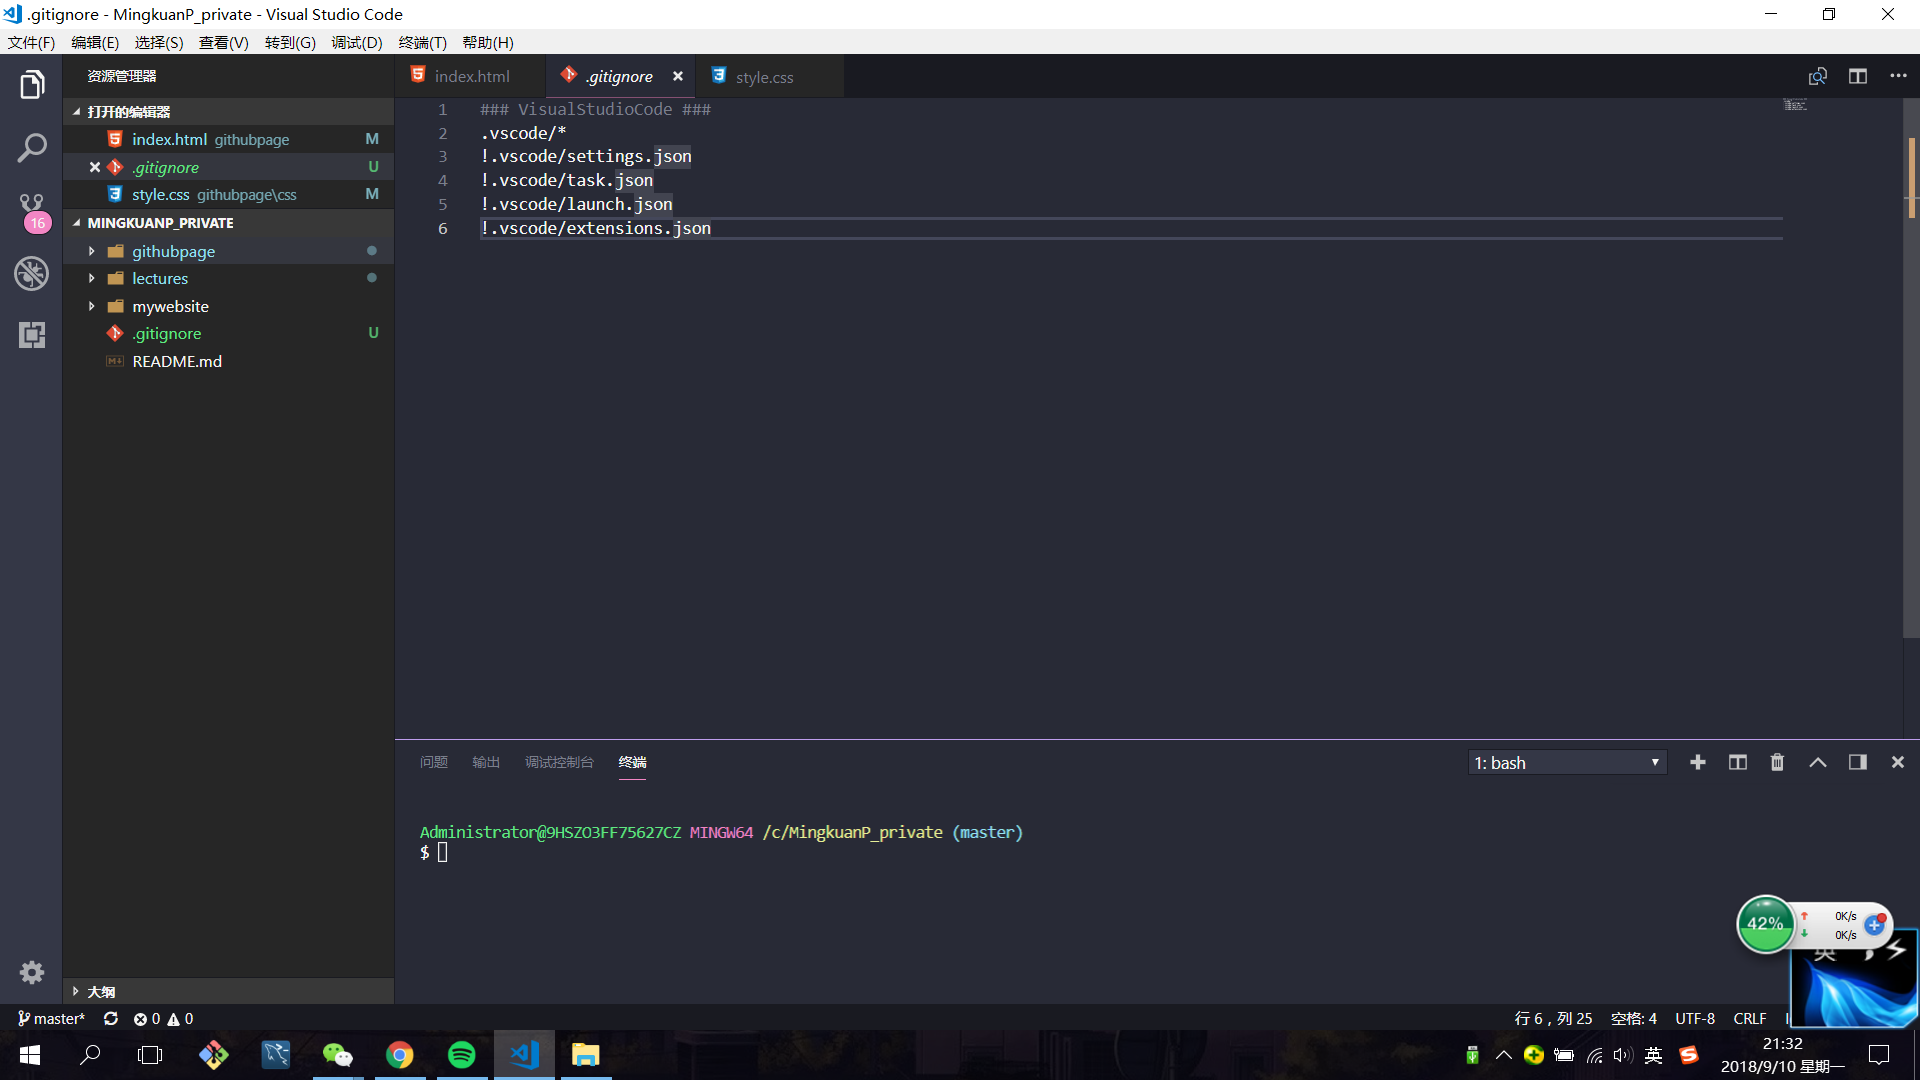 .gitignore - MingkuanP_private - Visual Studio Code
文件(F) 编辑(E) 选择(S) 查看(V) 转到(G) 调试(D) 终端(T) 帮助(H)
资源管理器
index.html
.gitignore
style.css
打开的编辑器
index.html githubpage M
.gitignore U
style.css githubpage\css M
16
MINGKUANP_PRIVATE
githubpage
lectures
mywebsite
.gitignore U
README.md
大纲
1 ### VisualStudioCode ###
2 .vscode/*
3 !.vscode/settings.json
4 !.vscode/task.json
5 !.vscode/launch.json
6 !.vscode/extensions.json
问题 输出 调试控制台 终端
1: bash
Administrator@9HSZO3FF75627CZ MINGW64 /c/MingkuanP_private (master)
$
42%
0K/s
0K/s
英
master* 0 0
行 6，列 25 空格: 4 UTF-8 CRLF
英
21:32
2018/9/10 星期一